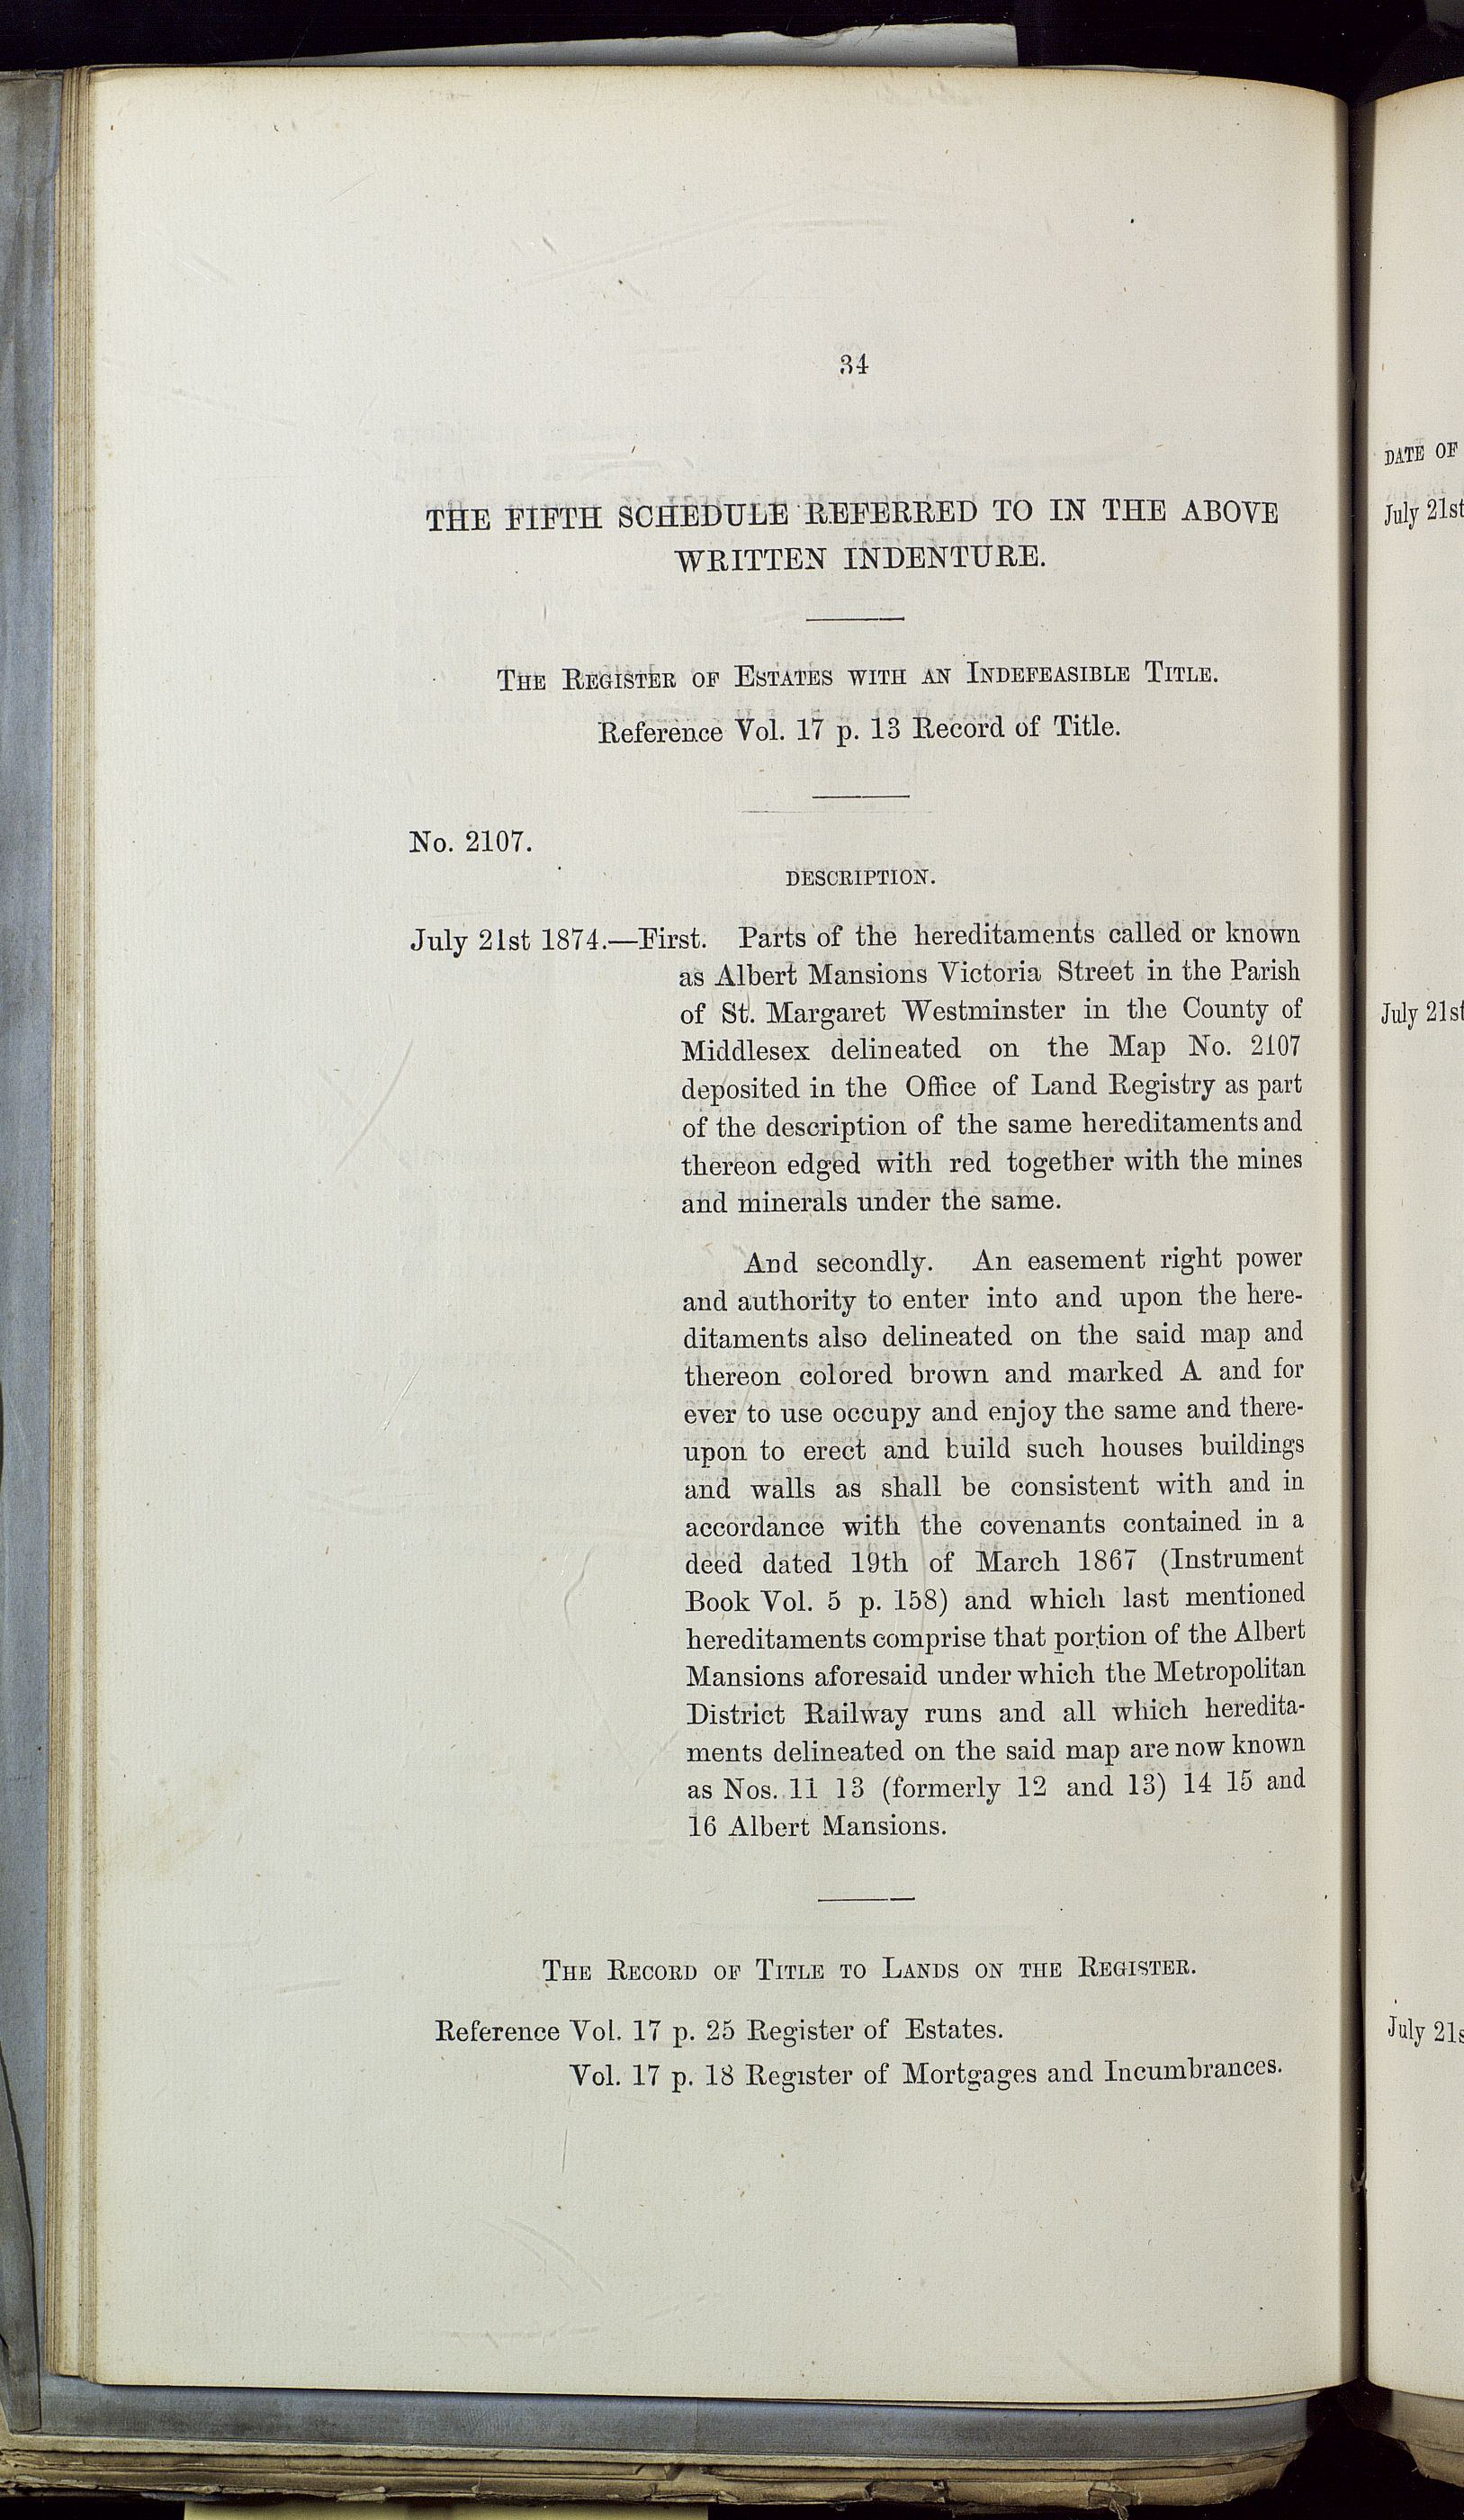 34
THE FIFTH SCHEDULE REFERRED TO IN THE ABOVE
WRITTEN INDENTURE.
THE REGISTER OF ESTATES WITH AN INDEFEASIBLE TITLE.
Reference Vol. 17 p. 13 Record of Title.
No. 2107.
DESCRIPTION.
July 21st 1874.—First. Parts of the hereditaments called or known
as Albert Mansions Victoria Street in the Parish
of St. Margaret Westminster in the County of
Middlesex delineated on the Map No. 2107
deposited in the Office of Land Registry as part
of the description of the same hereditaments and
thereon edged with red together with the mines
and minerals under the same.
And secondly. An easement right power
and authority to enter into and upon the here-
ditaments also delineated on the said map and
thereon colored brown and marked A and for
ever to use occupy and enjoy the same and there-
upon to erect and build such houses buildings
and walls as shall be consistent with and in
accordance with the covenants contained in a
deed dated 19th of March 1867 (Instrument
Book Vol. 5 p. 158) and which last mentioned
hereditaments comprise that portion of the Albert
Mansions aforesaid under which the Metropolitan
District Railway runs and all which heredita-
ments delineated on the said map are now known
as Nos. 11 13 (formerly 12 and 13) 14 15 and
16 Albert Mansions.
THE RECORD OF TITLE TO LANDS ON THE REGISTER.
Reference Vol. 17 p. 25 Register of Estates.
Vol. 17 p. 18 Register of Mortgages and Incumbrances.
DATE OF
July 21st
July 21st
July 21s